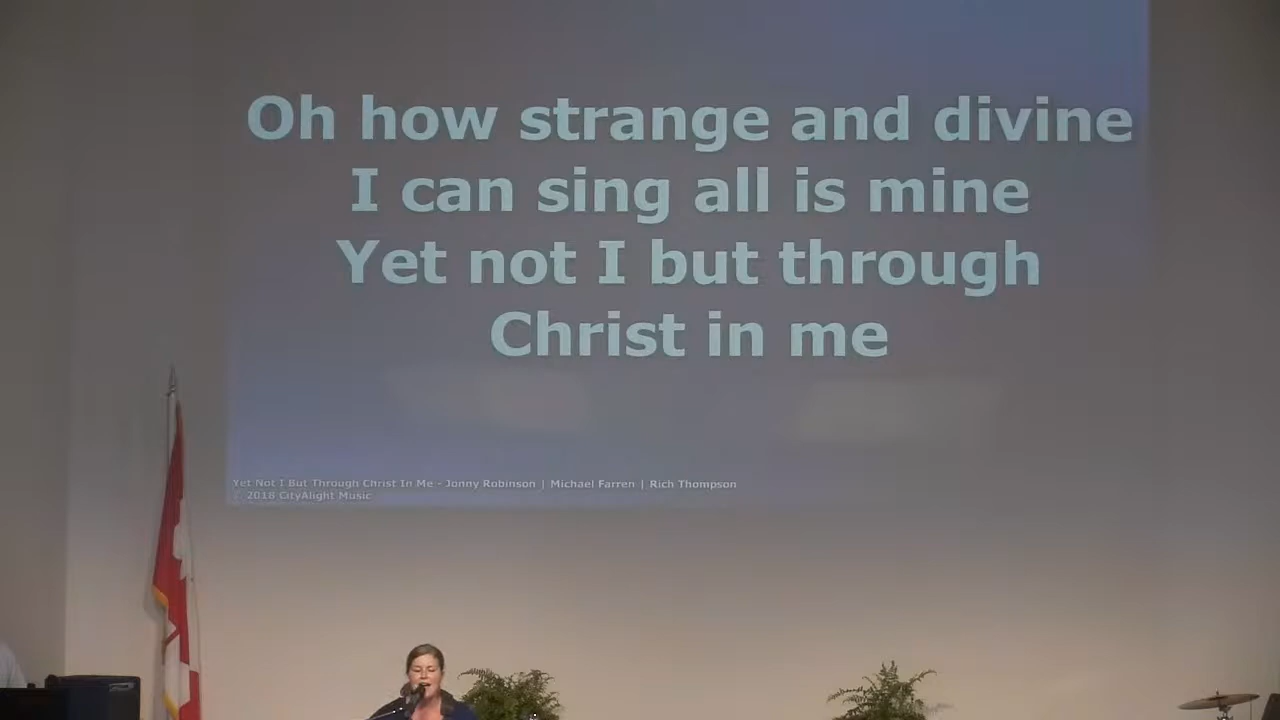 Oh how strange and divine
I can sing all is mine
Yet not I but through
Christ in me
Yet Not I But Through Christ In Me - Jonny Robinson | Michael Farren | Rich Thompson
© 2018 CityAlight Music